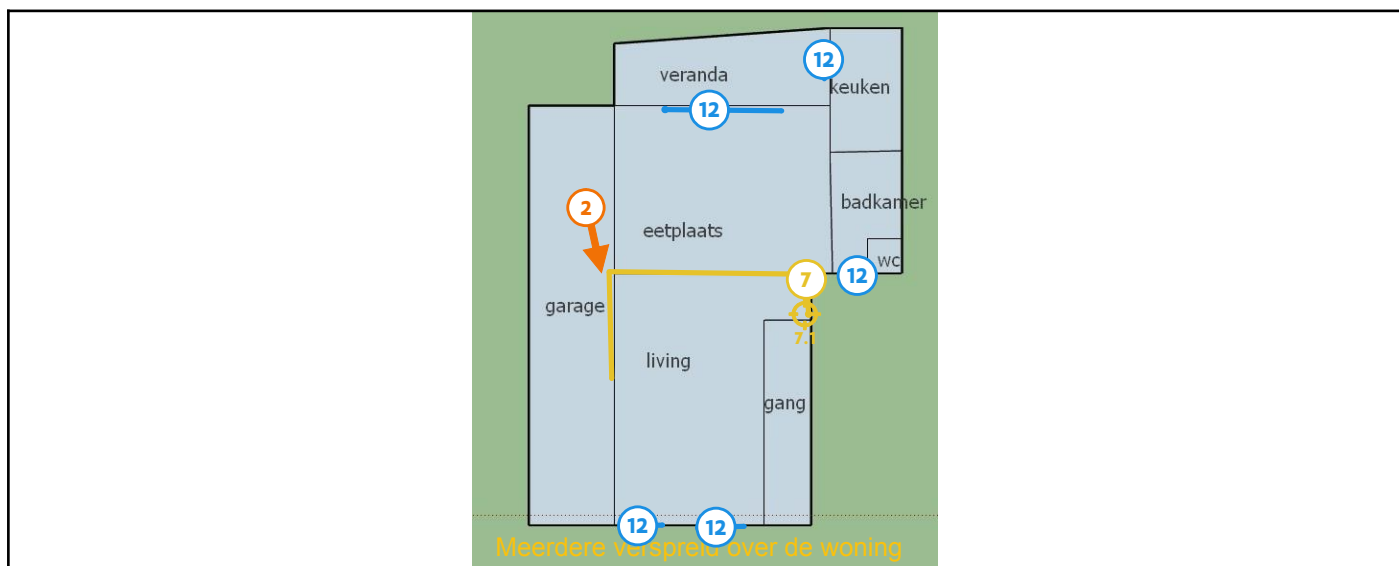 12
veranda
keuken
12
2
badkamer
eetplaats
wc
12
7
garage
7.1
living
gang
12
12
Meerdere verspreid over de woning